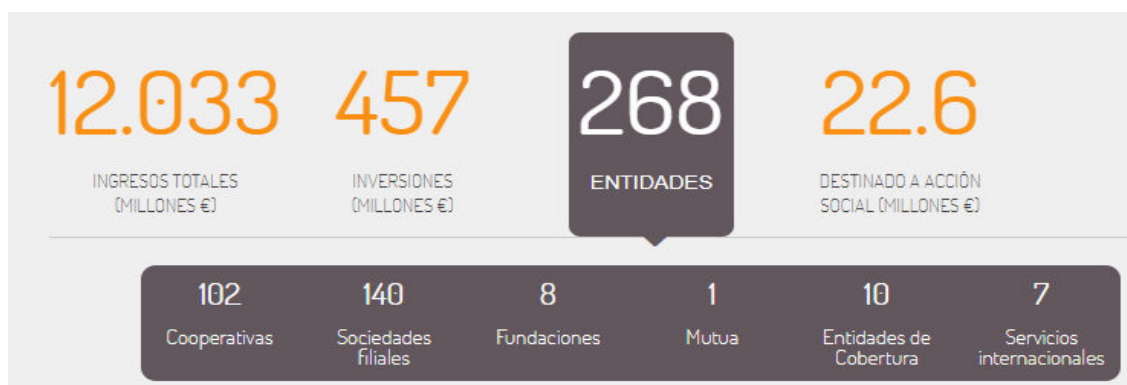 12.033
INGRESOS TOTALES
(MILLONES €)
457
INVERSIONES
(MILLONES €)
268
ENTIDADES
22.6
DESTINADO A ACCIÓN
SOCIAL (MILLONES €)
102
Cooperativas
140
Sociedades
filiales
8
Fundaciones
1
Mutua
10
Entidades de
Cobertura
7
Servicios
internacionales